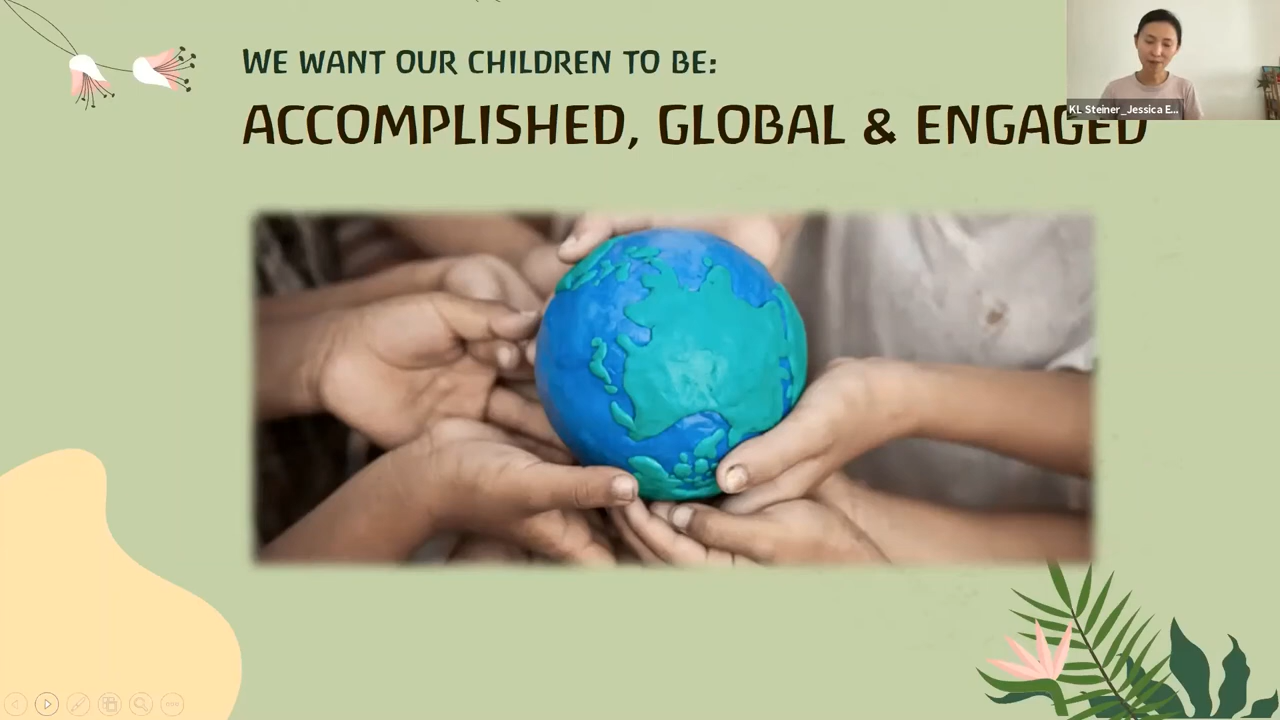 WE WANT OUR CHILDREN TO BE:
ACCOMPLISHED, GLOBAL & ENGAGED
KL Steiner_Jessica E...